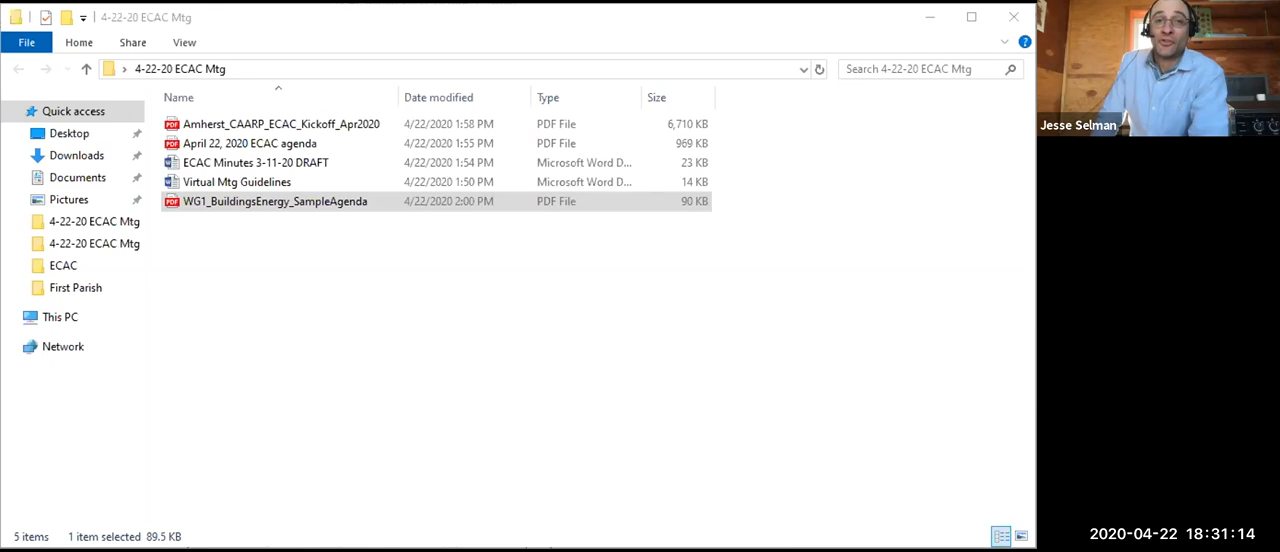 4-22-20 ECAC Mtg
File Home Share View
4-22-20 ECAC Mtg Search 4-22-20 ECAC Mtg
Name Date modified Type Size
Quick access
Desktop
Downloads
Documents
Pictures
4-22-20 ECAC Mtg
4-22-20 ECAC Mtg
ECAC
First Parish
This PC
Network
Amherst_CAARP_ECAC_Kickoff_Apr2020 4/22/2020 1:58 PM PDF File 6,710 KB
April 22, 2020 ECAC agenda 4/22/2020 1:55 PM PDF File 969 KB
ECAC Minutes 3-11-20 DRAFT 4/22/2020 1:54 PM Microsoft Word D... 23 KB
Virtual Mtg Guidelines 4/22/2020 1:50 PM Microsoft Word D... 14 KB
WG1_BuildingsEnergy_SampleAgenda 4/22/2020 2:00 PM PDF File 90 KB
5 items 1 item selected 89.5 KB
Jesse Selman
2020-04-22 18:31:14